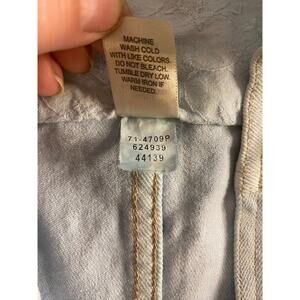 MACHINE
WASH COLD
WITH LIKE COLORS.
DO NOT BLEACH.
TUMBLE DRY LOW.
WARM IRON IF
NEEDED.
71-4709P
624939
44139